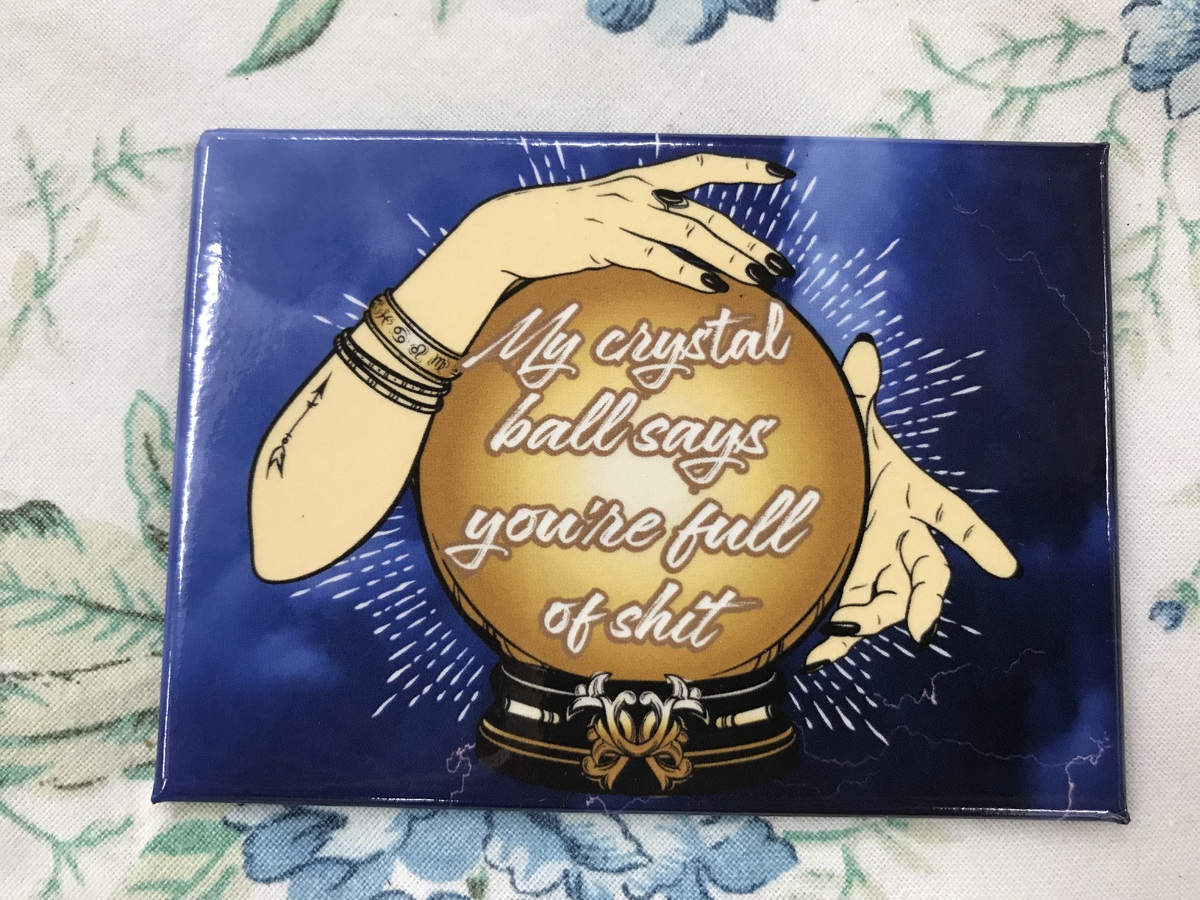 My crystal
ball says
you're full
of shit